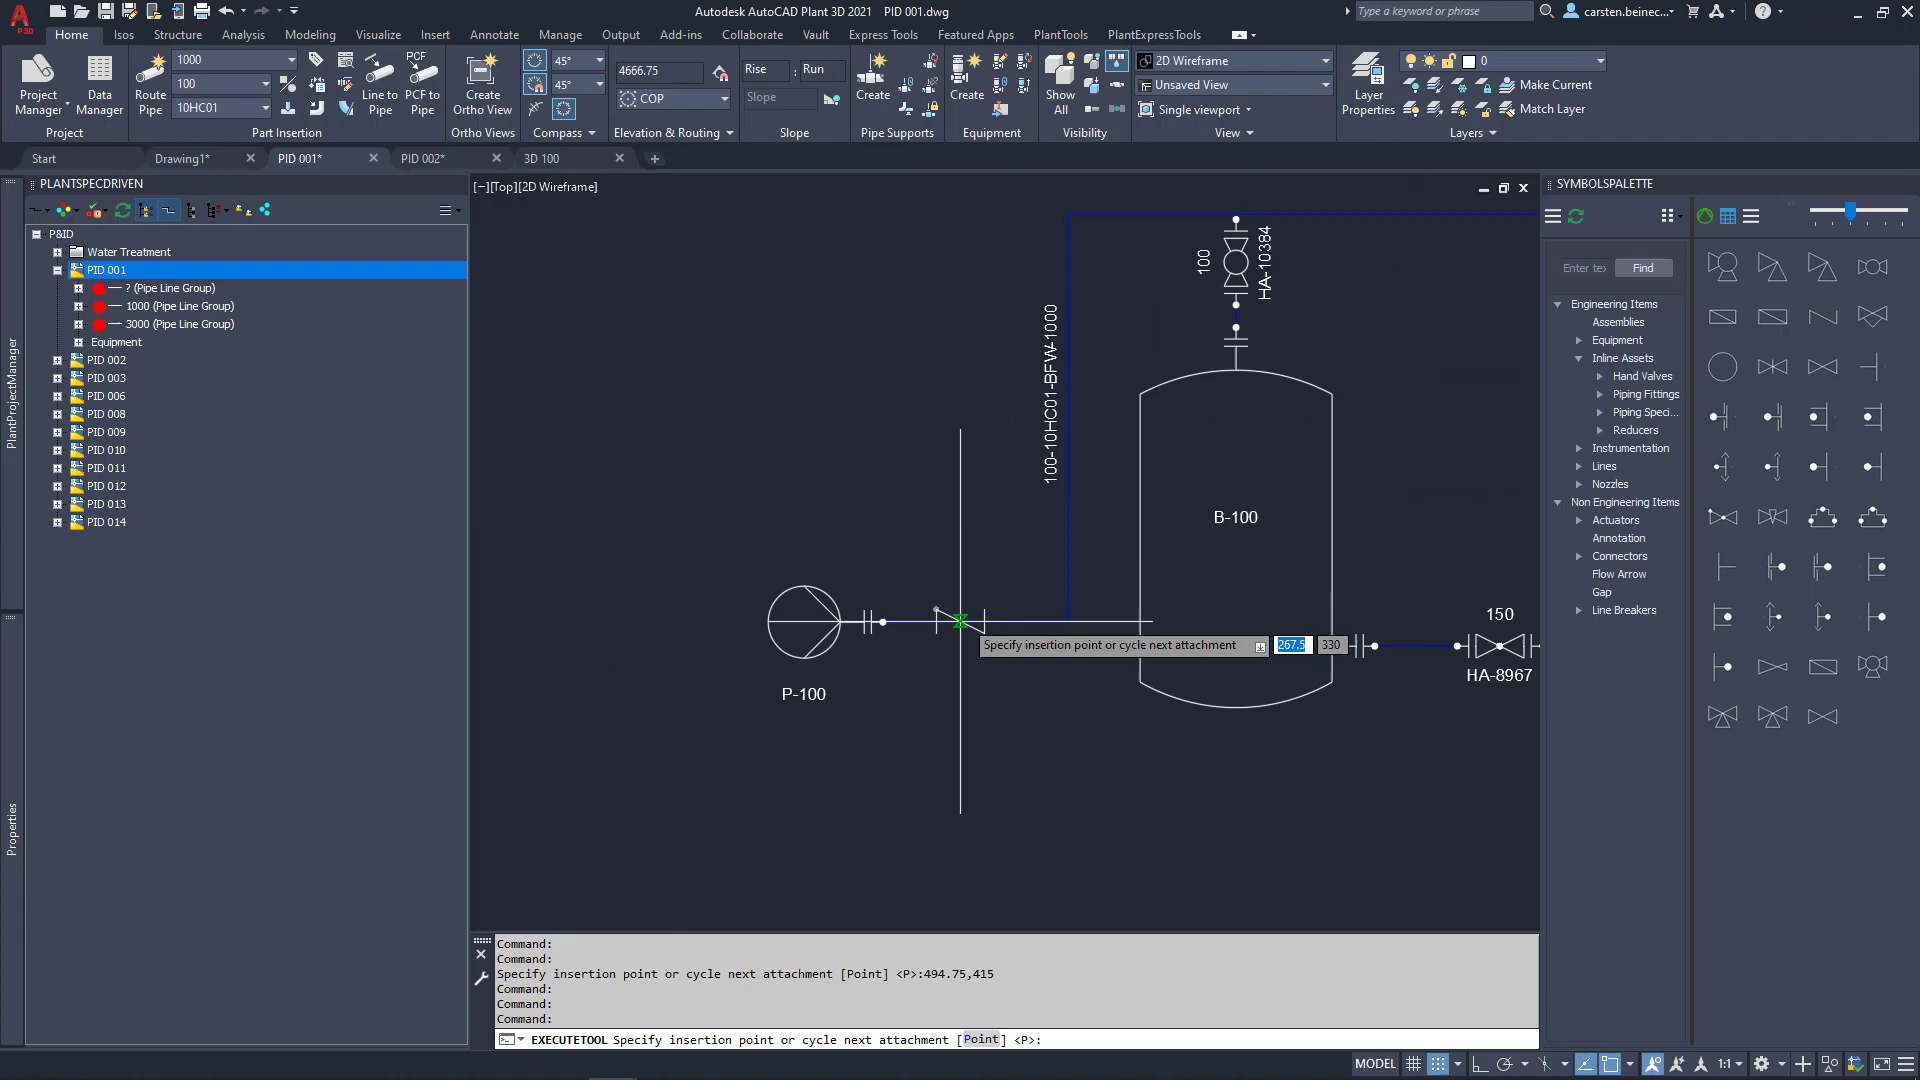 Autodesk AutoCAD Plant 3D 2021 PID 001.dwg
Type a keyword or phrase
carsten.beinec...
P3D
Home Isos Structure Analysis Modeling Visualize Insert Annotate Manage Output Add-ins Collaborate Vault Express Tools Featured Apps PlantTools PlantExpressTools
Project Manager
Data Manager
Project
Route Pipe
1000
100
10HC01
Line to Pipe
PCF
PCF to Pipe
Part Insertion
Create Ortho View
Ortho Views
45°
45°
Compass
4666.75
COP
Elevation & Routing
Rise : Run
Slope
Slope
Create
Pipe Supports
Create
Equipment
Show All
Visibility
2D Wireframe
Unsaved View
Single viewport
View
Layer Properties
0
Make Current
Match Layer
Layers
Start Drawing1* PID 001* PID 002* 3D 100
PLANTSPECDRIVEN
P&ID
Water Treatment
PID 001
? (Pipe Line Group)
1000 (Pipe Line Group)
3000 (Pipe Line Group)
Equipment
PID 002
PID 003
PID 006
PID 008
PID 009
PID 010
PID 011
PID 012
PID 013
PID 014
PlantProjectManager
Properties
[−][Top][2D Wireframe]
100
HA-10384
100-10HC01-BFW-1000
B-100
P-100
150
HA-8967
Specify insertion point or cycle next attachment 267.5 330
Command:
Command:
Specify insertion point or cycle next attachment [Point] <P>:494.75,415
Command:
Command:
Command:
EXECUTETOOL Specify insertion point or cycle next attachment [Point] <P>:
SYMBOLSPALETTE
Enter te Find
Engineering Items
Assemblies
Equipment
Inline Assets
Hand Valves
Piping Fittings
Piping Speci...
Reducers
Instrumentation
Lines
Nozzles
Non Engineering Items
Actuators
Annotation
Connectors
Flow Arrow
Gap
Line Breakers
MODEL
1:1